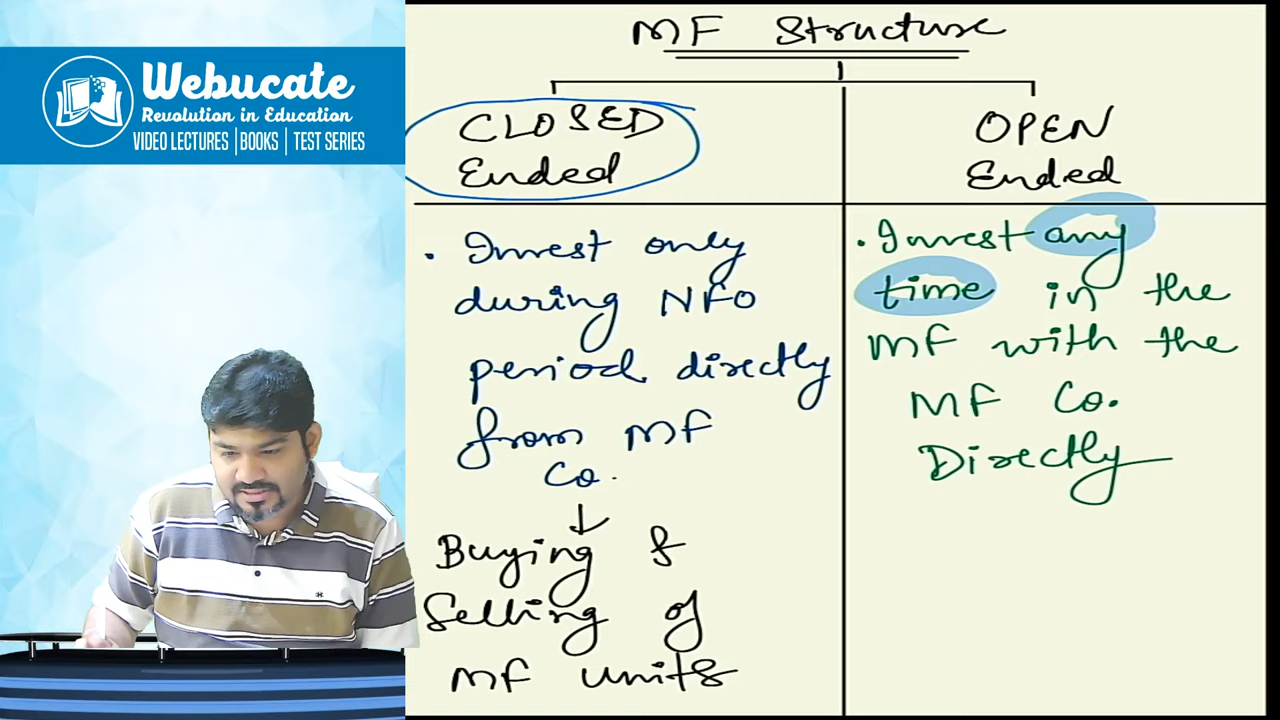 Webucate
Revolution in Education
VIDEO LECTURES | BOOKS | TEST SERIES
MF Structure
CLOSED
Ended
OPEN
Ended
. Invest only
during NFO
period directly
from MF
Co.
↓
Buying &
Selling of
MF units
. Invest any
time in the
MF with the
MF Co.
Directly